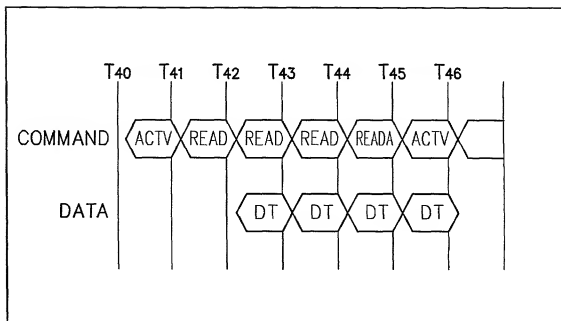 T40 T41 T42 T43 T44 T45 T46
COMMAND ACTV READ READ READ READA ACTV
DATA DT DT DT DT